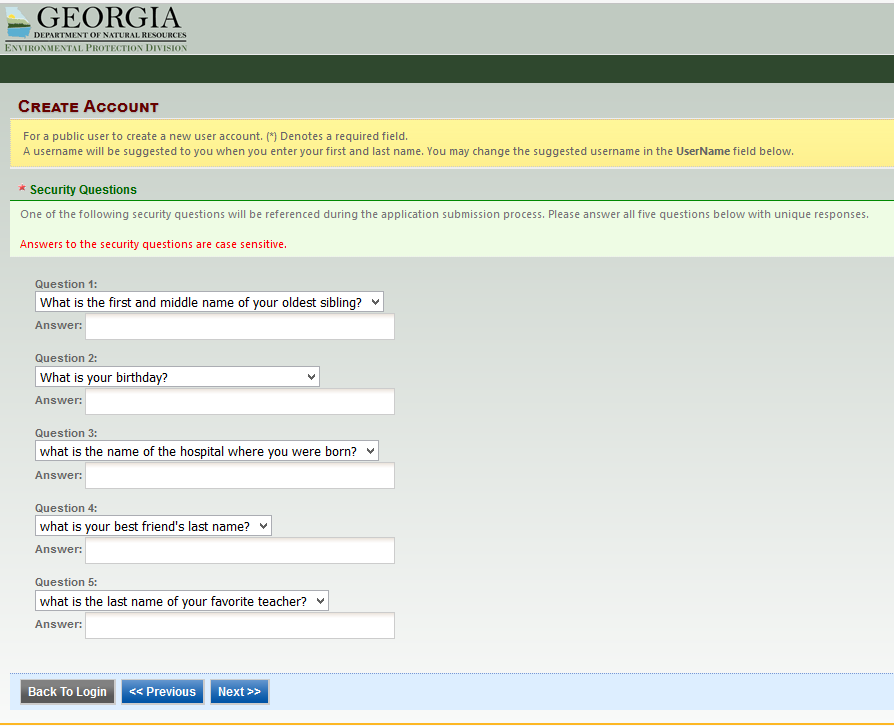 GEORGIA
DEPARTMENT OF NATURAL RESOURCES
ENVIRONMENTAL PROTECTION DIVISION
CREATE ACCOUNT
For a public user to create a new user account. (*) Denotes a required field.
A username will be suggested to you when you enter your first and last name. You may change the suggested username in the UserName field below.
* Security Questions
One of the following security questions will be referenced during the application submission process. Please answer all five questions below with unique responses.
Answers to the security questions are case sensitive.
Question 1:
What is the first and middle name of your oldest sibling?
Answer:
Question 2:
What is your birthday?
Answer:
Question 3:
what is the name of the hospital where you were born?
Answer:
Question 4:
what is your best friend's last name?
Answer:
Question 5:
what is the last name of your favorite teacher?
Answer:
Back To Login << Previous Next >>